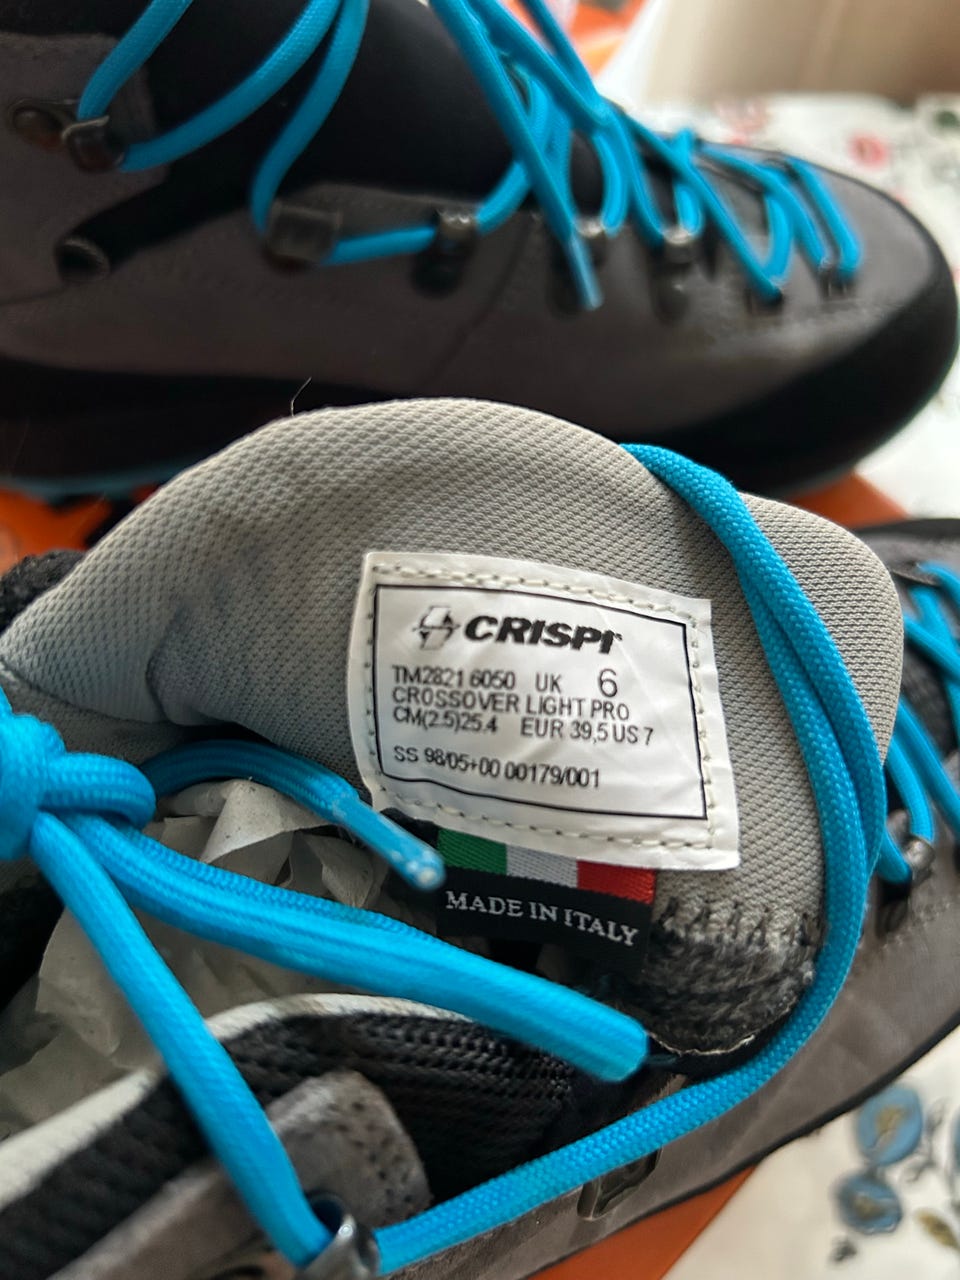 CRISPI
TM2821 6050 UK 6
CROSSOVER LIGHT PRO
CM(2.5)25.4 EUR 39,5 US 7
SS 98/05+00 00179/001
MADE IN ITALY